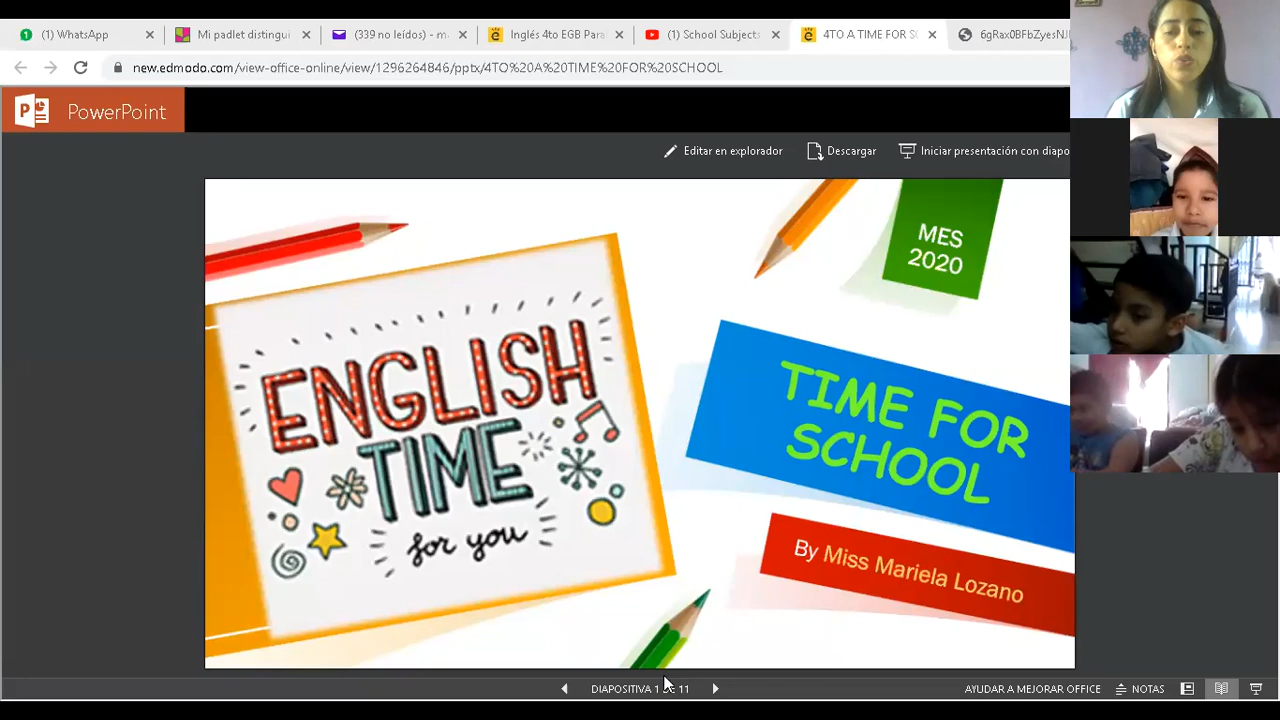 (1) WhatsApp
Mi padlet distingui
(339 no leídos) - m
Inglés 4to EGB Para
(1) School Subjects
4TO A TIME FOR SC
6gRax0BFbZyesNJ
new.edmodo.com/view-office-online/view/1296264846/pptx/4TO%20A%20TIME%20FOR%20SCHOOL
PowerPoint
Editar en explorador
Descargar
Iniciar presentación con diapo
MES
2020
ENGLISH
TIME
for you
TIME FOR
SCHOOL
By Miss Mariela Lozano
DIAPOSITIVA 1 DE 11
AYUDAR A MEJORAR OFFICE
NOTAS